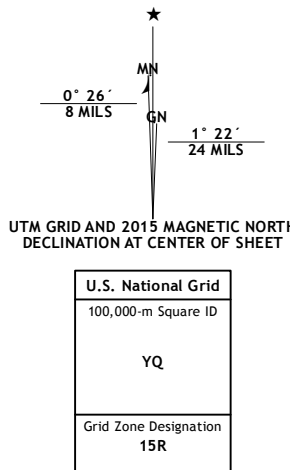 MN
0° 26´
8 MILS
GN
1° 22´
24 MILS
UTM GRID AND 2015 MAGNETIC NORTH
DECLINATION AT CENTER OF SHEET
U.S. National Grid
100,000-m Square ID
YQ
Grid Zone Designation
15R